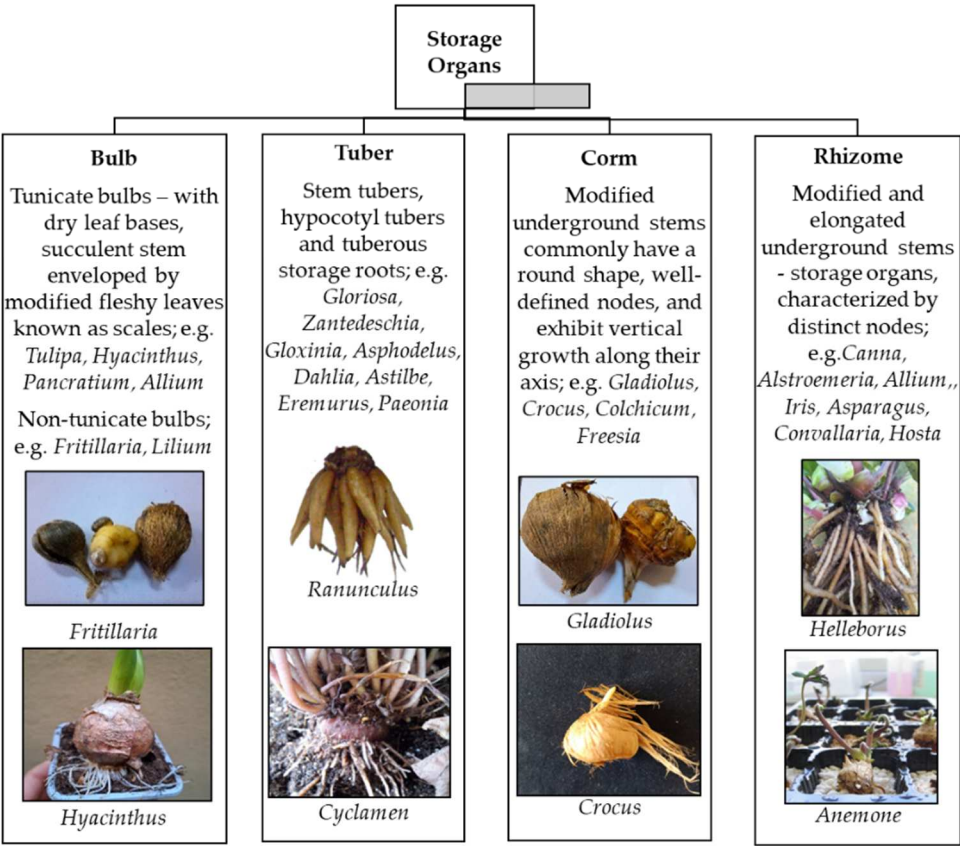 Storage
Organs
Bulb
Tunicate bulbs – with
dry leaf bases,
succulent stem
enveloped by
modified fleshy leaves
known as scales; e.g.
Tulipa, Hyacinthus,
Pancratium, Allium
Non-tunicate bulbs;
e.g. Fritillaria, Lilium
Fritillaria
Hyacinthus
Tuber
Stem tubers,
hypocotyl tubers
and tuberous
storage roots; e.g.
Gloriosa,
Zantedeschia,
Gloxinia, Asphodelus,
Dahlia, Astilbe,
Eremurus, Paeonia
Ranunculus
Cyclamen
Corm
Modified
underground stems
commonly have a
round shape, well-
defined nodes, and
exhibit vertical
growth along their
axis; e.g. Gladiolus,
Crocus, Colchicum,
Freesia
Gladiolus
Crocus
Rhizome
Modified and
elongated
underground stems
- storage organs,
characterized by
distinct nodes;
e.g.Canna,
Alstroemeria, Allium,,
Iris, Asparagus,
Convallaria, Hosta
Helleborus
Anemone